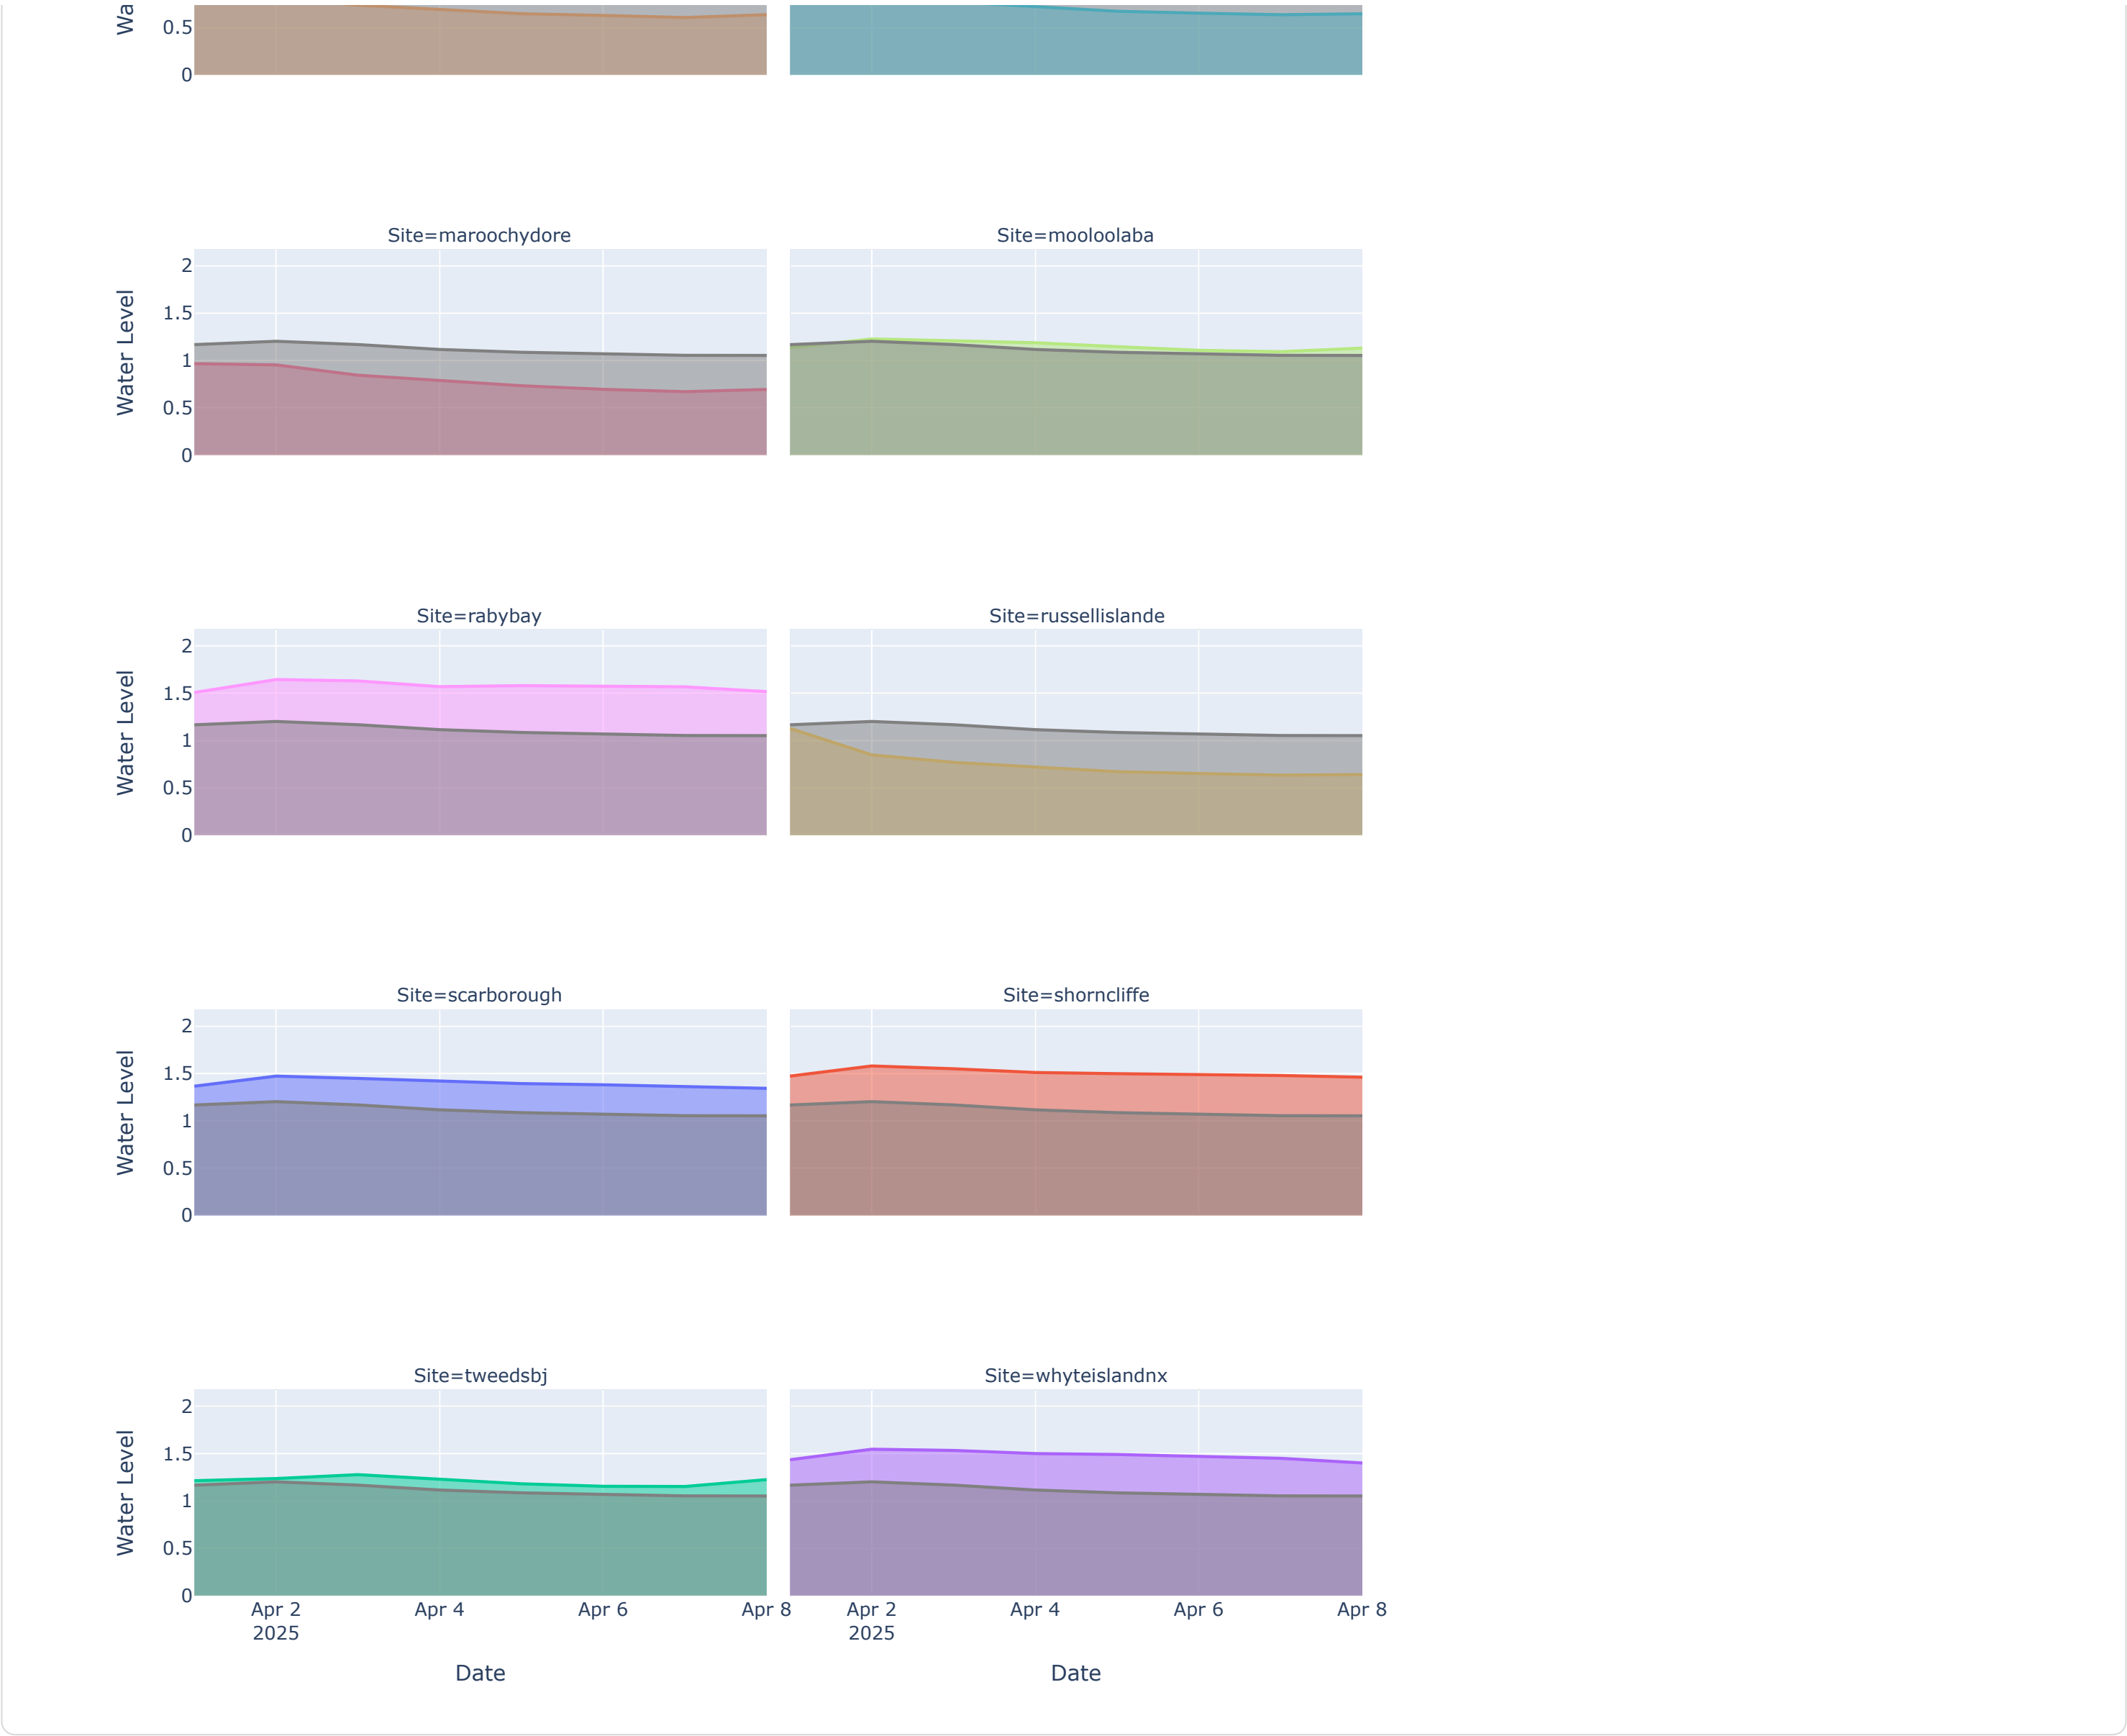 Wa
0.5
0
Site=maroochydore
Site=mooloolaba
Water Level
2
1.5
1
0.5
0
Site=rabybay
Site=russellislande
Water Level
2
1.5
1
0.5
0
Site=scarborough
Site=shorncliffe
Water Level
2
1.5
1
0.5
0
Site=tweedsbj
Site=whyteislandnx
Water Level
2
1.5
1
0.5
0
Apr 2 Apr 4 Apr 6 Apr 8 Apr 2 Apr 4 Apr 6 Apr 8
2025 2025
Date Date